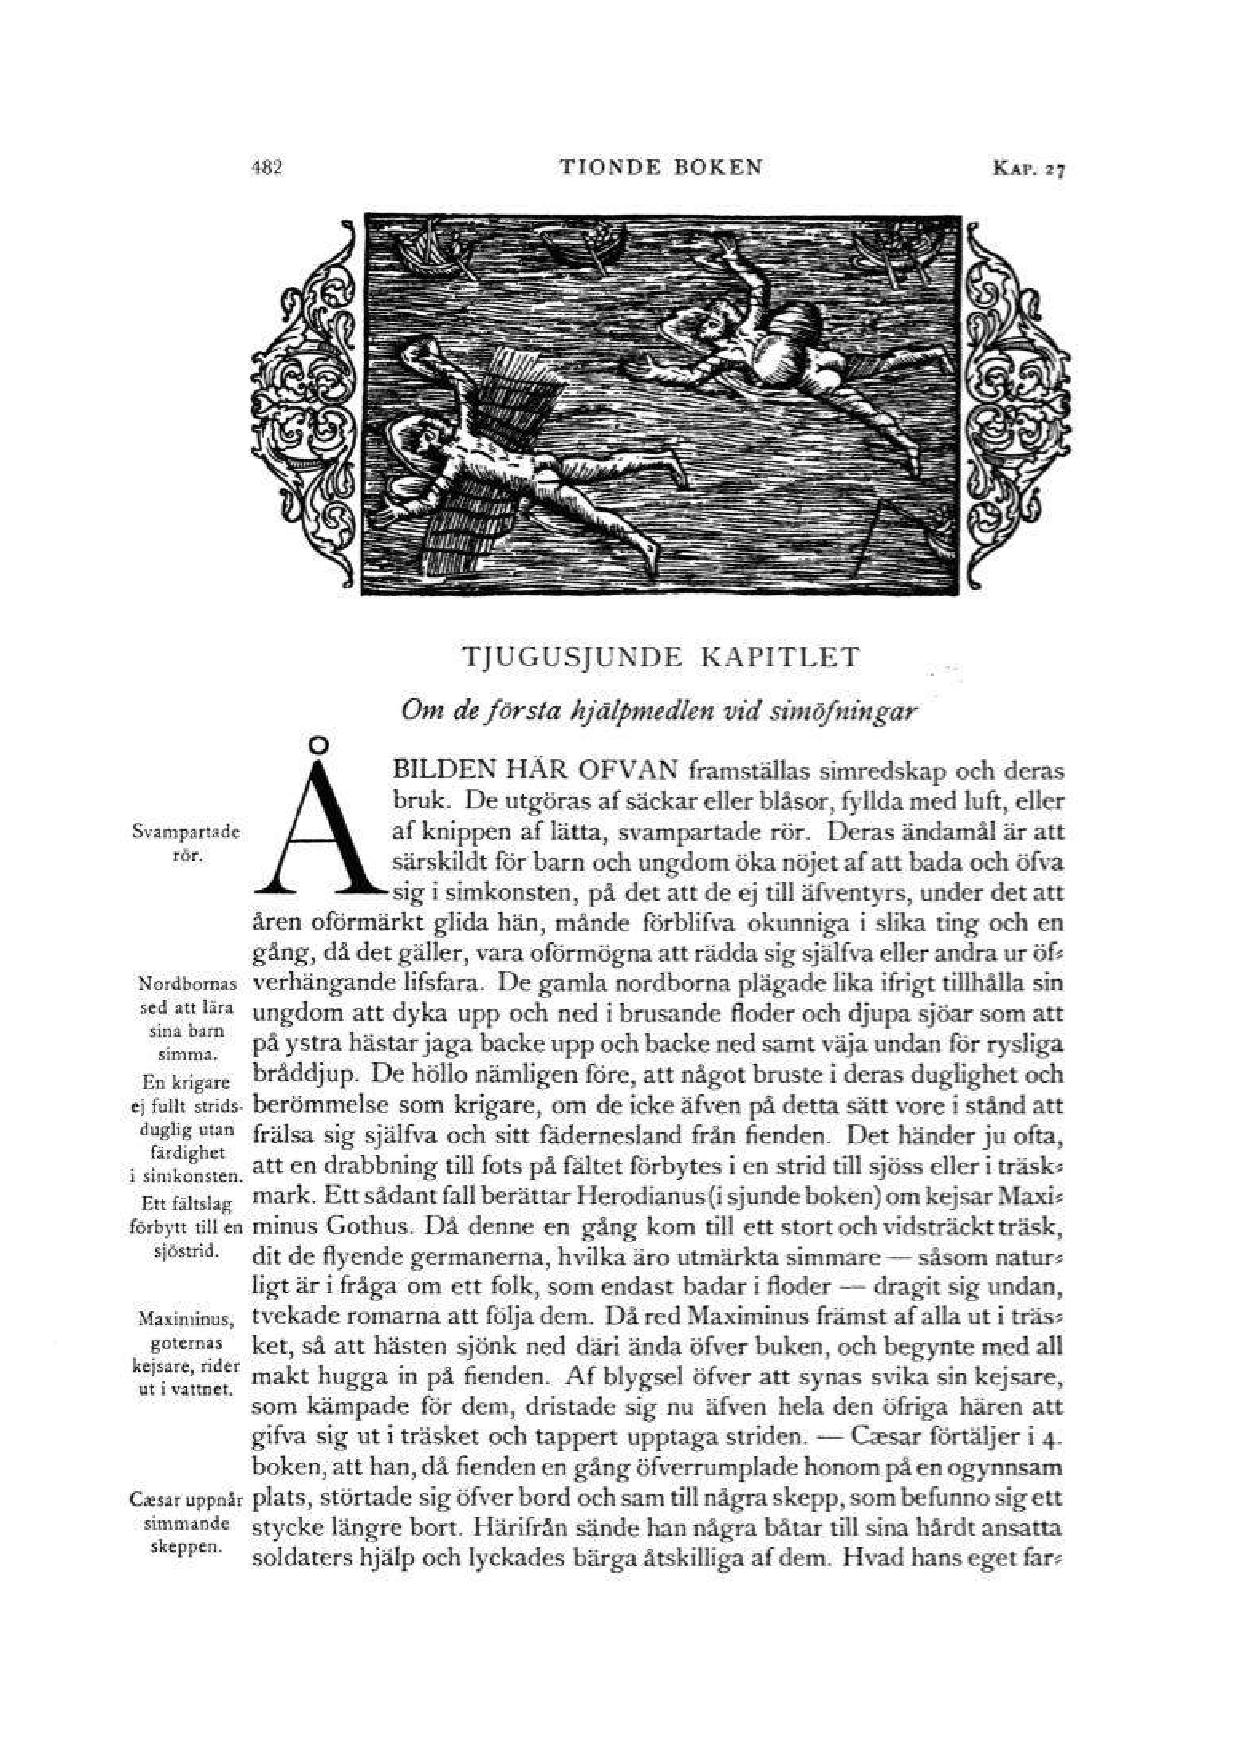 482 TIONDE BOKEN KAP. 27
TJUGUSJUNDE KAPITLET
Om de första hjälpmedlen vid simöfningar
Å BILDEN HÄR OFVAN framställas simredskap och deras
bruk. De utgöras af säckar eller blåsor, fyllda med luft, eller
af knippen af lätta, svampartade rör. Deras ändamål är att
särskildt för barn och ungdom öka nöjet af att bada och öfva
sig i simkonsten, på det att de ej till äfventyrs, under det att
åren oförmärkt glida hän, månde förblifva okunniga i slika ting och en
gång, då det gäller, vara oförmögna att rädda sig själfva eller andra ur öf-
verhängande lifsfara. De gamla nordborna plägade lika ifrigt tillhålla sin
ungdom att dyka upp och ned i brusande floder och djupa sjöar som att
på ystra hästar jaga backe upp och backe ned samt väja undan för rysliga
bråddjup. De höllo nämligen före, att något bruste i deras duglighet och
berömmelse som krigare, om de icke äfven på detta sätt vore i stånd att
frälsa sig själfva och sitt fädernesland från fienden. Det händer ju ofta,
att en drabbning till fots på fältet förbytes i en strid till sjöss eller i träsk-
mark. Ett sådant fall berättar Herodianus (i sjunde boken) om kejsar Maxi-
minus Gothus. Då denne en gång kom till ett stort och vidsträckt träsk,
dit de flyende germanerna, hvilka äro utmärkta simmare — såsom natur-
ligt är i fråga om ett folk, som endast badar i floder — dragit sig undan,
tvekade romarna att följa dem. Då red Maximinus främst af alla ut i träs-
ket, så att hästen sjönk ned däri ända öfver buken, och begynte med all
makt hugga in på fienden. Af blygsel öfver att synas svika sin kejsare,
som kämpade för dem, dristade sig nu äfven hela den öfriga hären att
gifva sig ut i träsket och tappert upptaga striden. — Cæsar förtäljer i 4.
boken, att han, då fienden en gång öfverrumplade honom på en ogynnsam
plats, störtade sig öfver bord och sam till några skepp, som befunno sig ett
stycke längre bort. Härifrån sände han några båtar till sina hårdt ansatta
soldaters hjälp och lyckades bärga åtskilliga af dem. Hvad hans eget far-
Svampartade
rör.
Nordbornas
sed att lära
sina barn
simma.
En krigare
ej fullt strids-
duglig utan
färdighet
i simkonsten.
Ett fältslag
förbytt till en
sjöstrid.
Maximinus,
goternas
kejsare, rider
ut i vattnet.
Cæsar uppnår
simmande
skeppen.